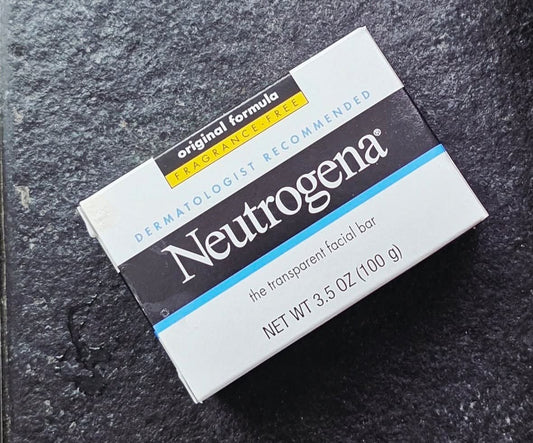 original formula
FRAGRANCE-FREE
DERMATOLOGIST RECOMMENDED
Neutrogena®
the transparent facial bar
NET WT 3.5 OZ (100 g)